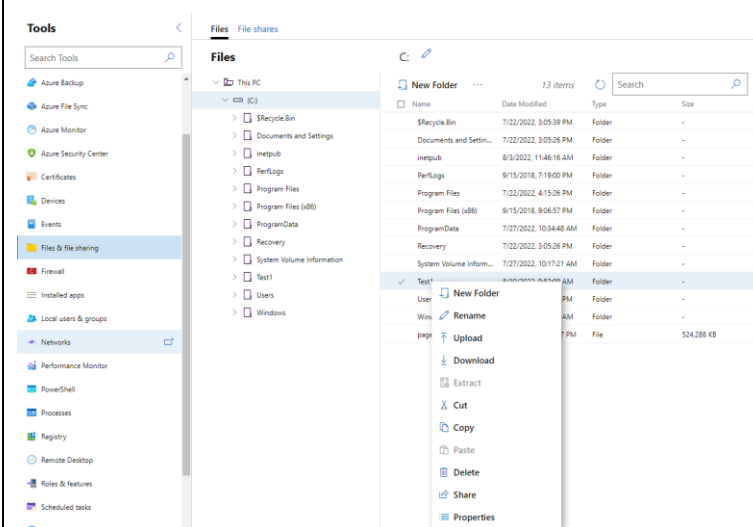 Tools
Search Tools
Azure Backup
Azure File Sync
Azure Monitor
Azure Security Center
Certificates
Devices
Events
Files & file sharing
Firewall
Installed apps
Local users & groups
Networks
Performance Monitor
PowerShell
Processes
Registry
Remote Desktop
Roles & features
Scheduled tasks
Files File shares
Files
This PC
(C:)
$Recycle.Bin
Documents and Settings
inetpub
PerfLogs
Program Files
Program Files (x86)
ProgramData
Recovery
System Volume Information
Test1
Users
Windows
C:
New Folder ... 13 items Search
Name Date Modified Type Size
$Recycle.Bin 7/22/2022, 3:05:39 PM Folder -
Documents and Settin... 7/22/2022, 3:05:26 PM Folder -
inetpub 8/3/2022, 11:46:16 AM Folder -
PerfLogs 9/15/2018, 7:19:00 PM Folder -
Program Files 7/22/2022, 4:15:26 PM Folder -
Program Files (x86) 9/15/2018, 9:06:57 PM Folder -
ProgramData 7/27/2022, 10:34:48 AM Folder -
Recovery 7/22/2022, 3:05:26 PM Folder -
System Volume Inform... 7/27/2022, 10:17:21 AM Folder -
AM Folder -
PM Folder -
AM Folder -
7 PM File 524,288 KB
New Folder
Rename
Upload
Download
Extract
Cut
Copy
Paste
Delete
Share
Properties